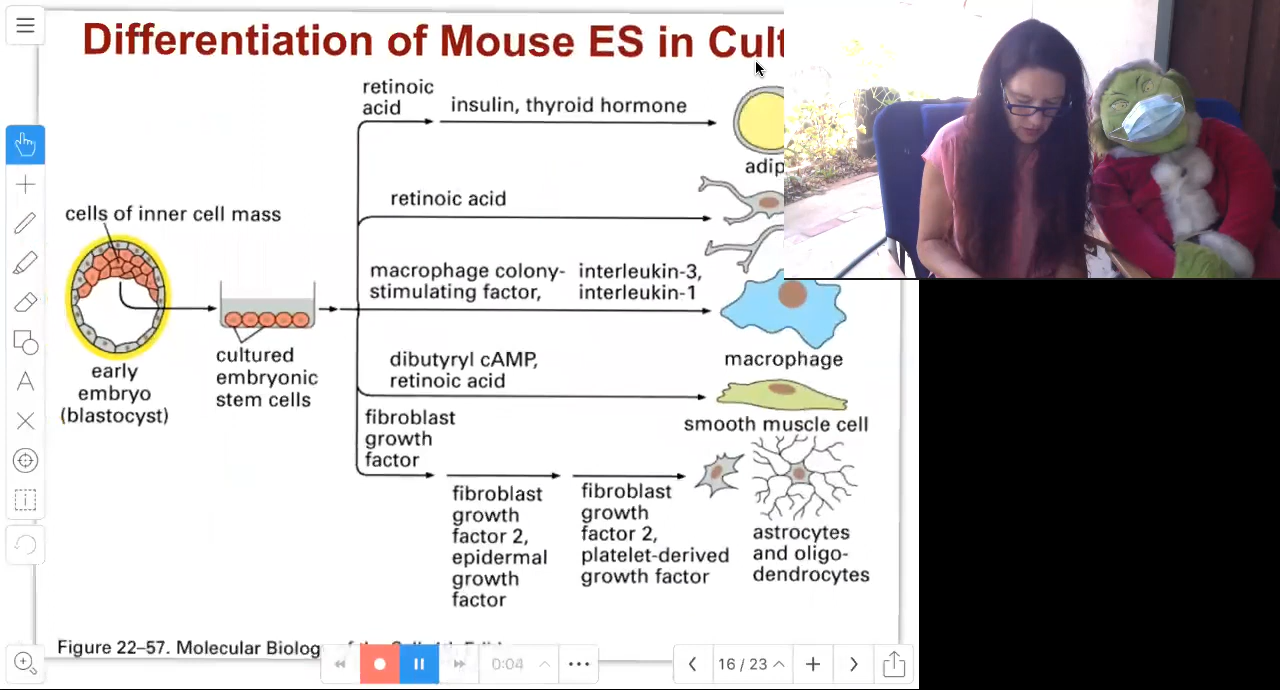 Differentiation of Mouse ES in Cult
retinoic
acid
insulin, thyroid hormone
adip
retinoic acid
cells of inner cell mass
macrophage colony-
stimulating factor,
interleukin-3,
interleukin-1
macrophage
early
embryo
(blastocyst)
cultured
embryonic
stem cells
dibutyryl cAMP,
retinoic acid
smooth muscle cell
fibroblast
growth
factor
fibroblast
growth
factor 2,
epidermal
growth
factor
fibroblast
growth
factor 2,
platelet-derived
growth factor
astrocytes
and oligo-
dendrocytes
Figure 22–57. Molecular Biolog
0:04
16 / 23